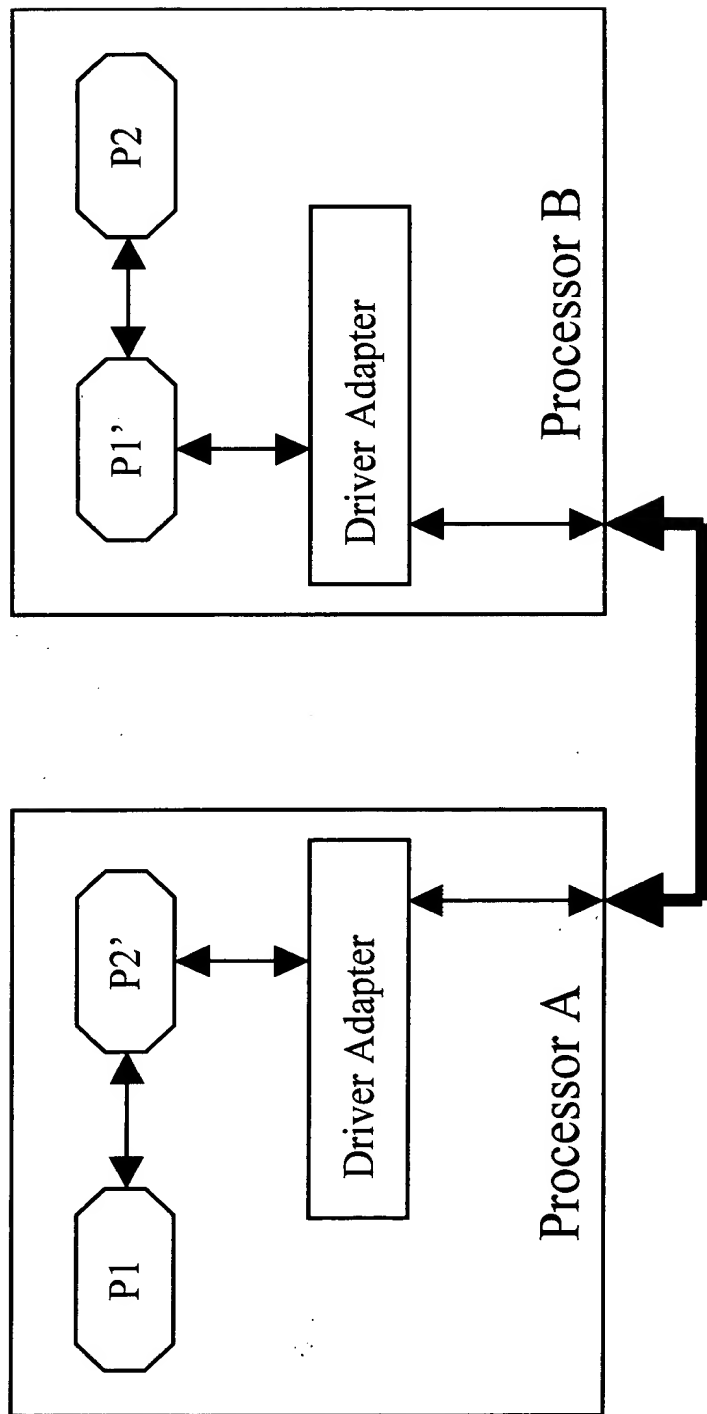 P1
P2’
Driver Adapter
Processor A
P1’
P2
Driver Adapter
Processor B